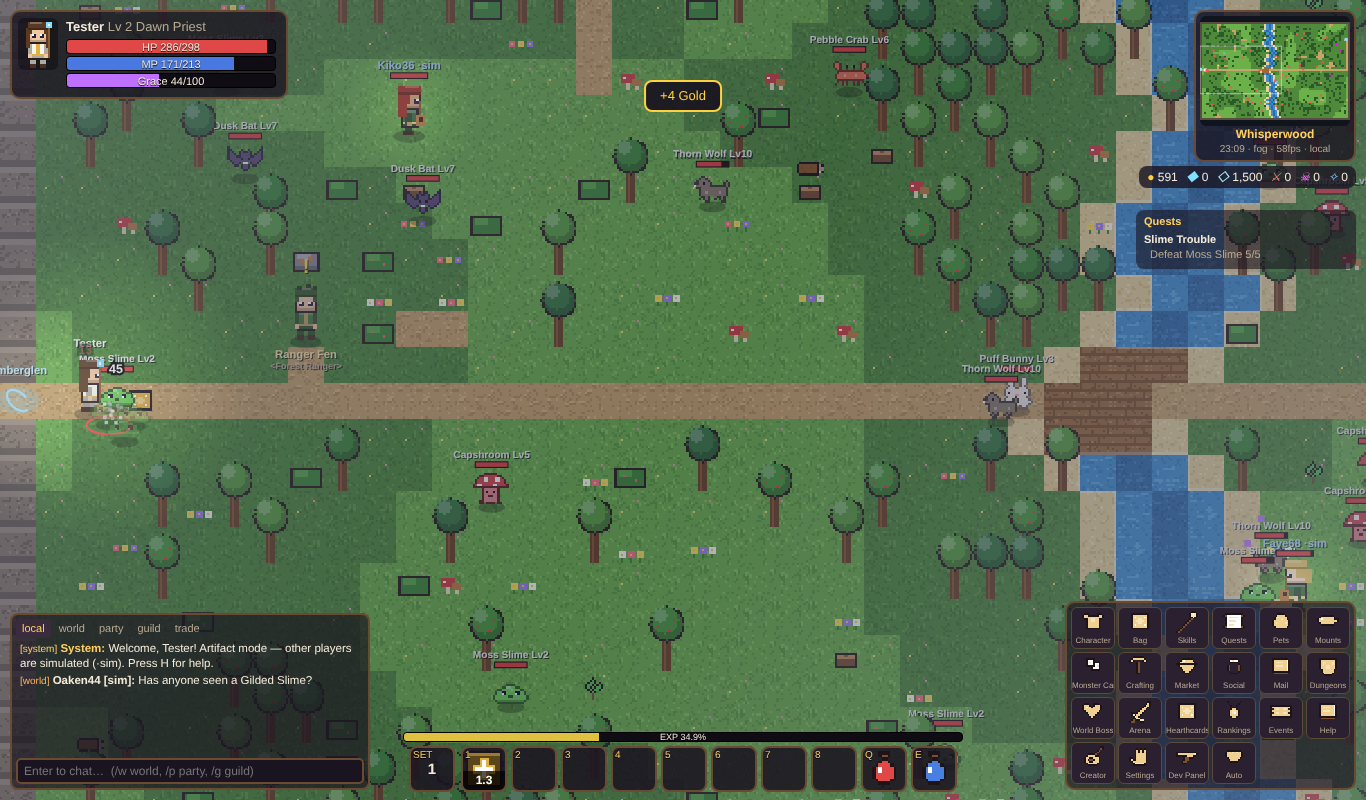 Tester Lv 2 Dawn Priest
HP 286/298
MP 171/213
Grace 44/100
Kiko36 ·sim
Pebble Crab Lv6
+4 Gold
Whisperwood
23:09 · fog · 58fps · local
591 0 1,500 0 0 0
Dusk Bat Lv7
Dusk Bat Lv7
Thorn Wolf Lv10
Quests
Slime Trouble
Defeat Moss Slime 5/5
Tester
Moss Slime Lv2
45
Ranger Fen
<Forest Ranger>
Puff Bunny Lv3
Thorn Wolf Lv10
Capshroom Lv5
Thorn Wolf Lv10
Faye68 ·sim
Moss Slime
Moss Slime Lv2
Moss Slime Lv2
local world party guild trade
[system] System: Welcome, Tester! Artifact mode — other players
are simulated (·sim). Press H for help.
[world] Oaken44 [sim]: Has anyone seen a Gilded Slime?
Enter to chat… (/w world, /p party, /g guild)
EXP 34.9%
SET 1 2 3 4 5 6 7 8 Q E
1 1.3
Character Bag Skills Quests Pets Mounts
Monster Ca Crafting Market Social Mail Dungeons
World Boss Arena Hearthcards Rankings Events Help
Creator Settings Dev Panel Auto